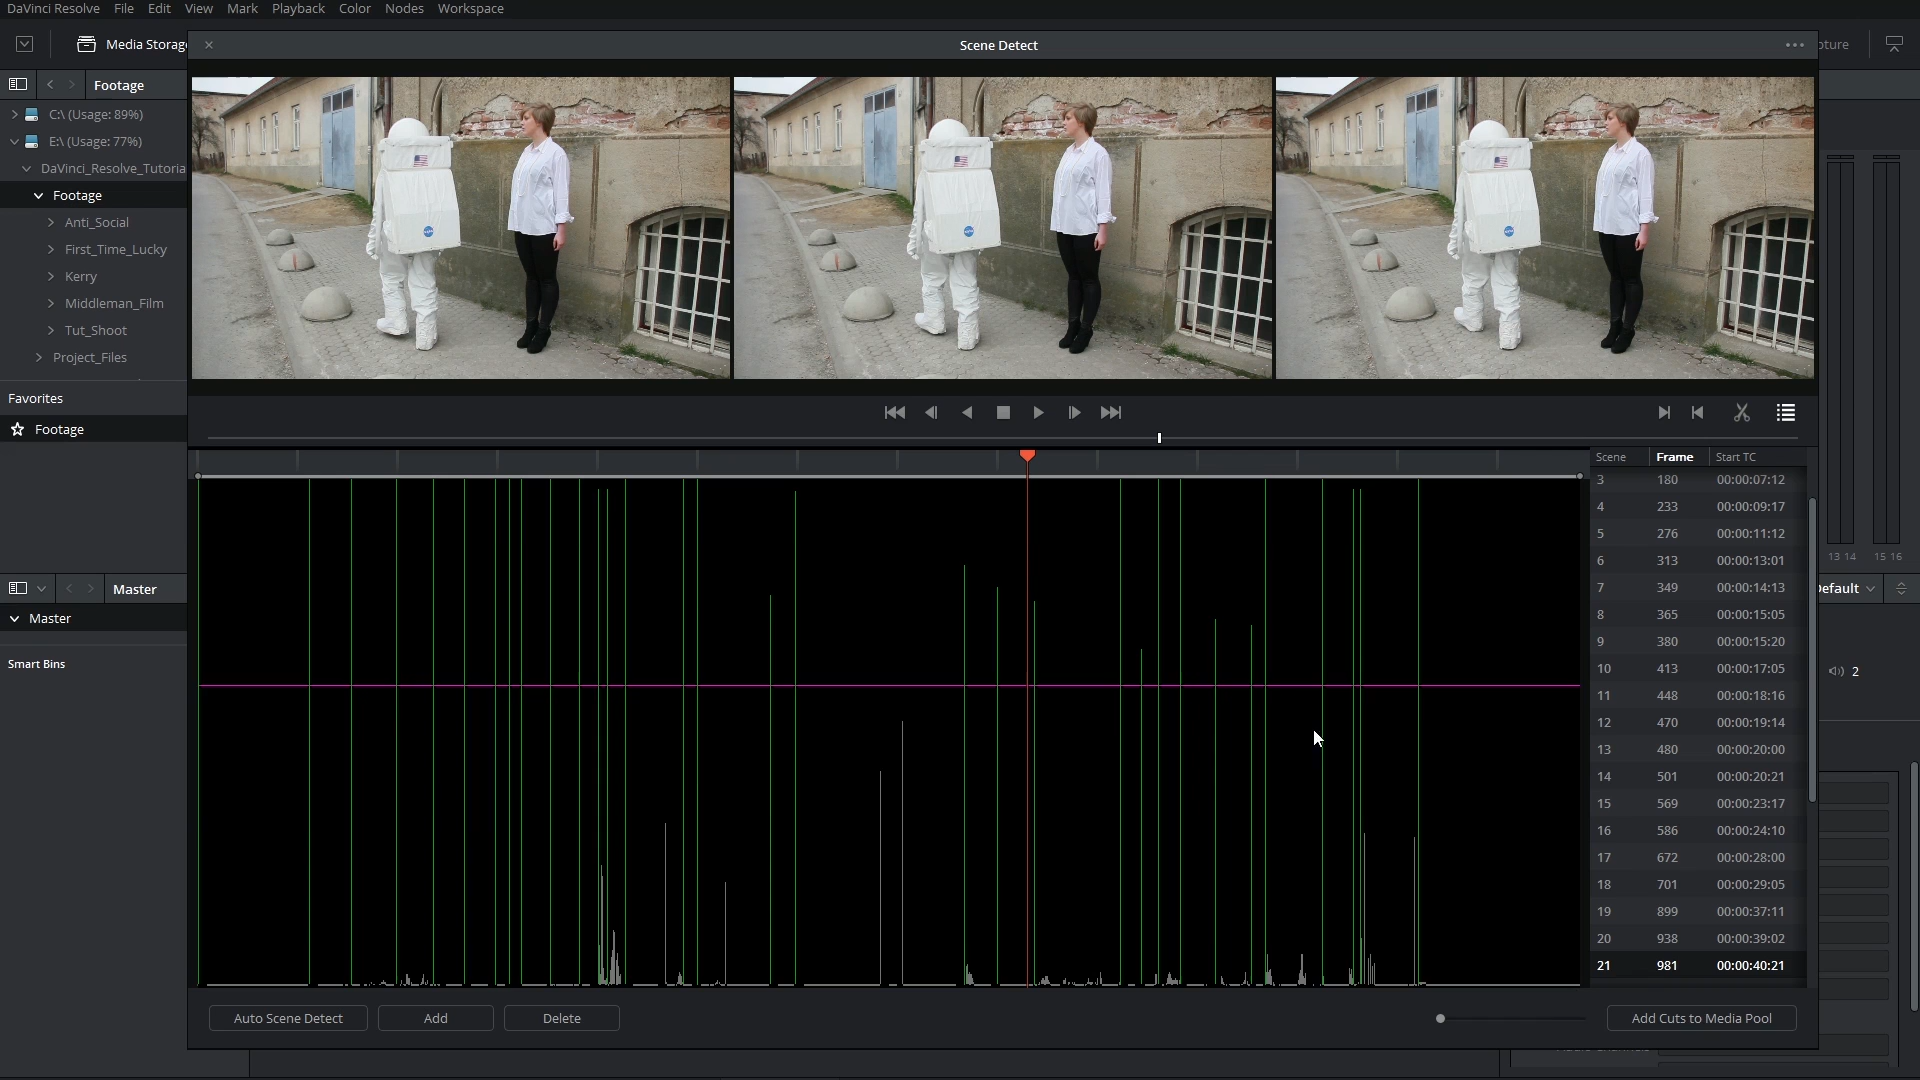 DaVinci Resolve File Edit View Mark Playback Color Nodes Workspace
Media Storag
Scene Detect
Footage
C:\ (Usage: 89%)
E:\ (Usage: 77%)
DaVinci_Resolve_Tutoria
Footage
Anti_Social
First_Time_Lucky
Kerry
Middleman_Film
Tut_Shoot
Project_Files
Favorites
Footage
Master
Master
Smart Bins
Scene Frame Start TC
3 180 00:00:07:12
4 233 00:00:09:17
5 276 00:00:11:12
6 313 00:00:13:01
7 349 00:00:14:13
8 365 00:00:15:05
9 380 00:00:15:20
10 413 00:00:17:05
11 448 00:00:18:16
12 470 00:00:19:14
13 480 00:00:20:00
14 501 00:00:20:21
15 569 00:00:23:17
16 586 00:00:24:10
17 672 00:00:28:00
18 701 00:00:29:05
19 899 00:00:37:11
20 938 00:00:39:02
21 981 00:00:40:21
Auto Scene Detect Add Delete Add Cuts to Media Pool
pture
13 14 15 16
efault
2